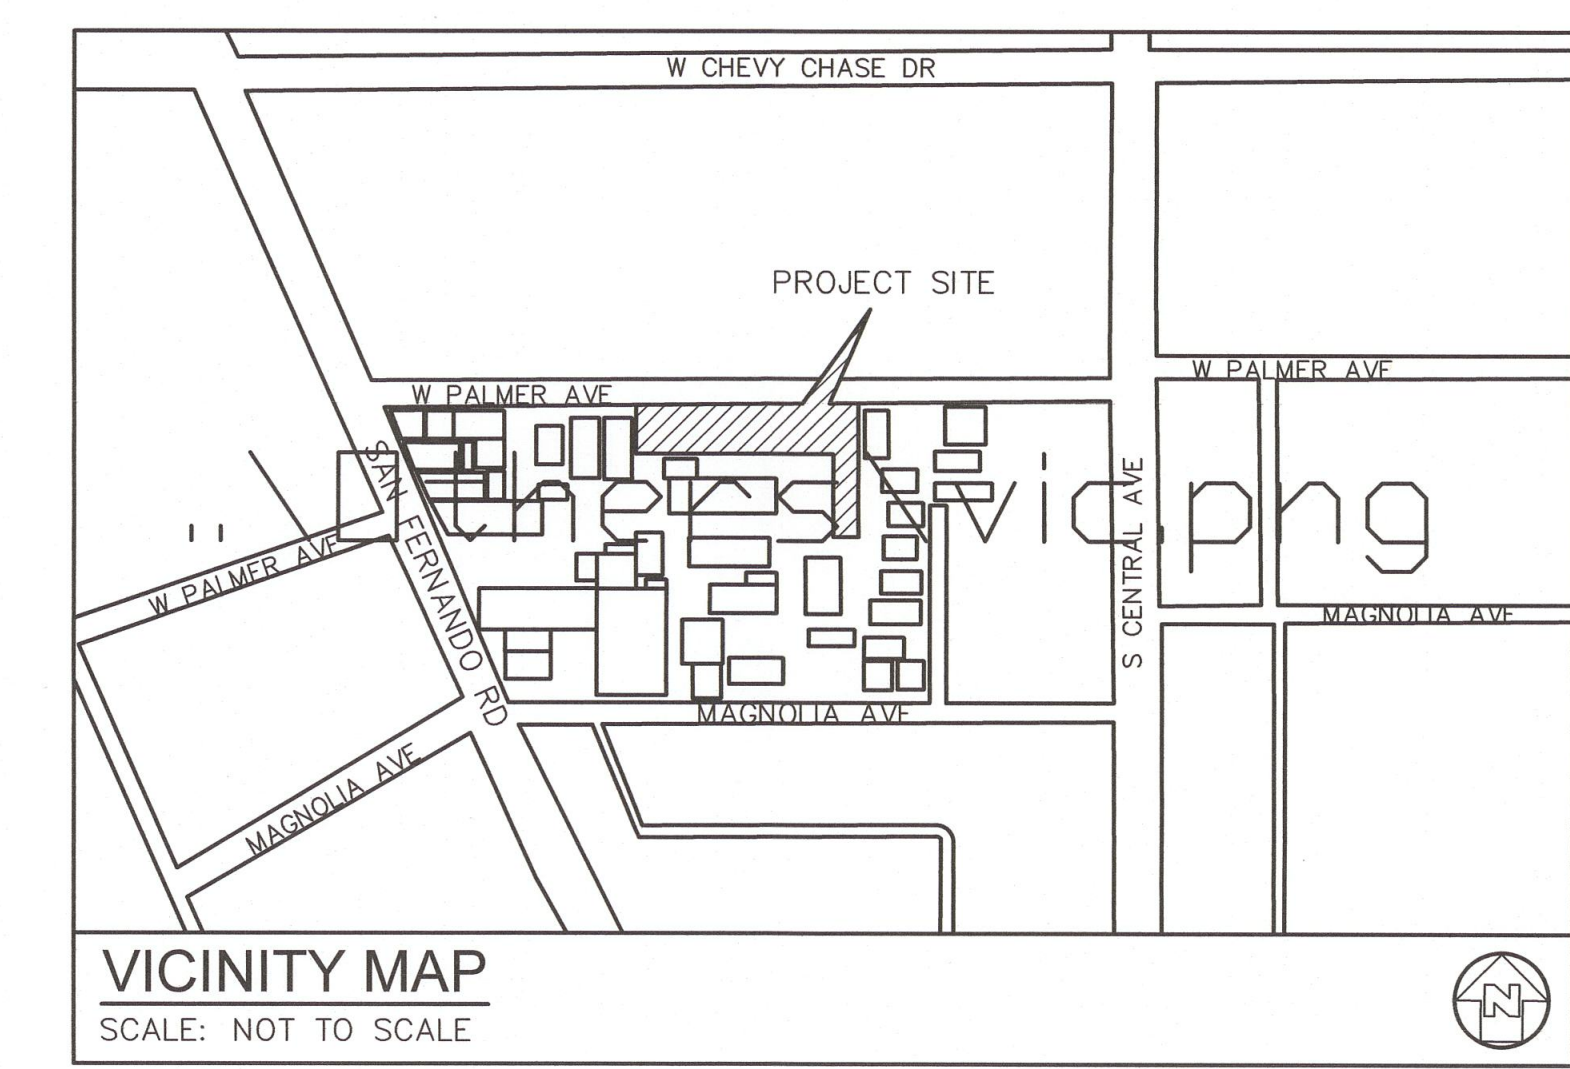 W CHEVY CHASE DR
PROJECT SITE
W PALMER AVE
W PALMER AVE
SAN FERNANDO RD
S CENTRAL AVE
W PALMER AVE
MAGNOLIA AVE
MAGNOLIA AVE
MAGNOLIA AVE
VICINITY MAP
SCALE: NOT TO SCALE
N